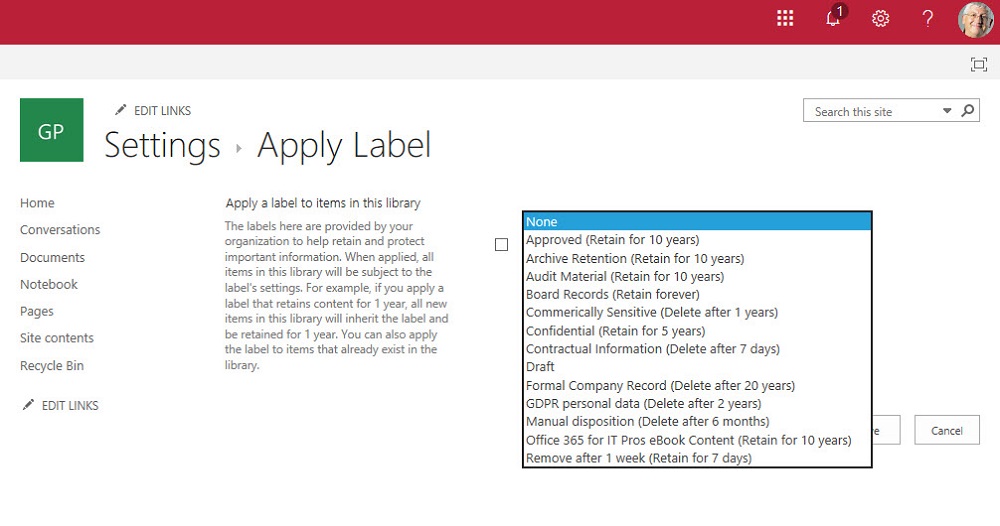 1
EDIT LINKS
Search this site
GP
Settings Apply Label
Home
Conversations
Documents
Notebook
Pages
Site contents
Recycle Bin
EDIT LINKS
Apply a label to items in this library
The labels here are provided by your
organization to help retain and protect
important information. When applied, all
items in this library will be subject to the
label's settings. For example, if you apply a
label that retains content for 1 year, all new
items in this library will inherit the label and
be retained for 1 year. You can also apply
the label to items that already exist in the
library.
None
Approved (Retain for 10 years)
Archive Retention (Retain for 10 years)
Audit Material (Retain for 10 years)
Board Records (Retain forever)
Commerically Sensitive (Delete after 1 years)
Confidential (Retain for 5 years)
Contractual Information (Delete after 7 days)
Draft
Formal Company Record (Delete after 20 years)
GDPR personal data (Delete after 2 years)
Manual disposition (Delete after 6 months)
Office 365 for IT Pros eBook Content (Retain for 10 years)
Remove after 1 week (Retain for 7 days)
Cancel